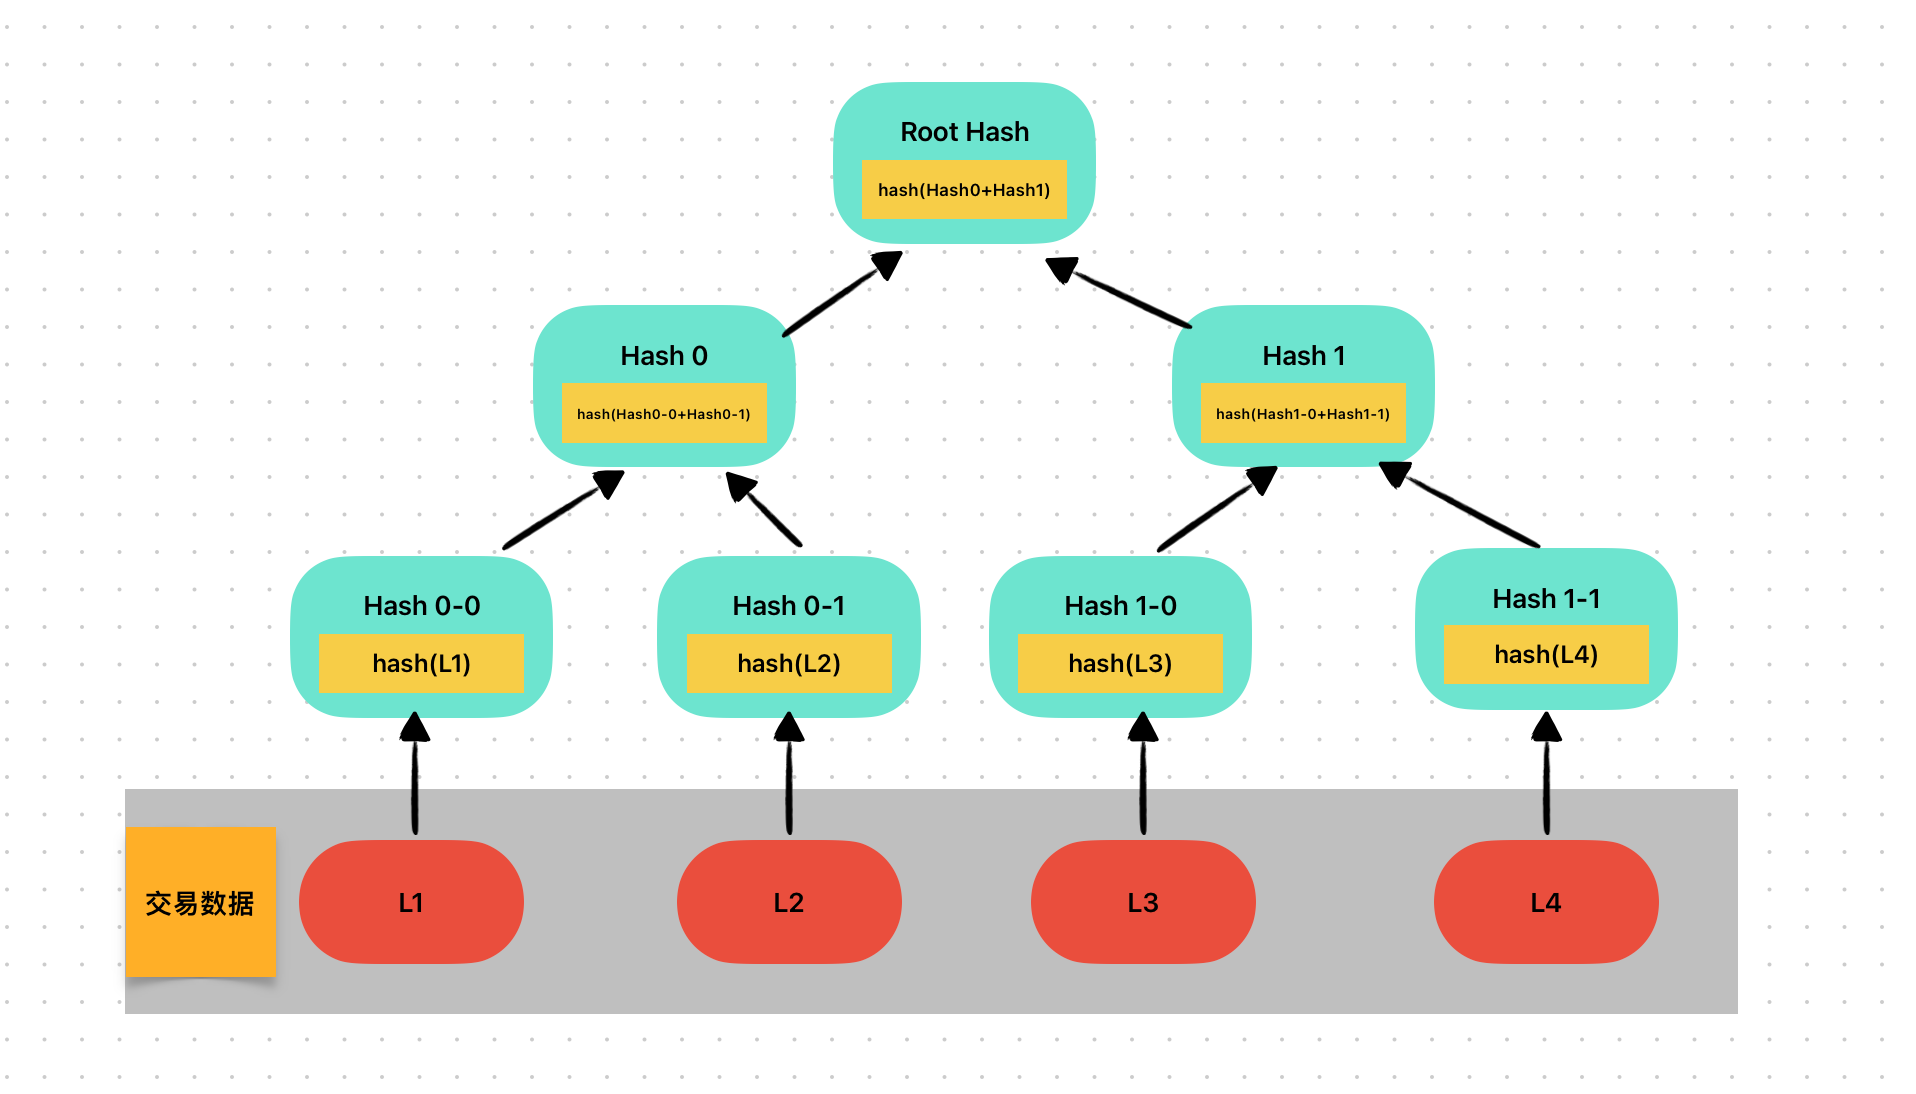 Root Hash
hash(Hash0+Hash1)
Hash 0
hash(Hash0-0+Hash0-1)
Hash 1
hash(Hash1-0+Hash1-1)
Hash 0-0
hash(L1)
Hash 0-1
hash(L2)
Hash 1-0
hash(L3)
Hash 1-1
hash(L4)
交易数据
L1
L2
L3
L4